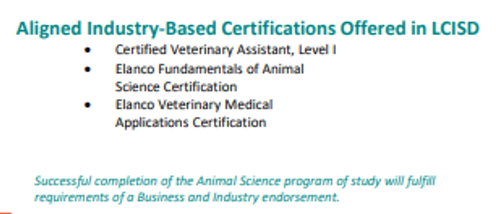 Aligned Industry-Based Certifications Offered in LCISD
• Certified Veterinary Assistant, Level I
• Elanco Fundamentals of Animal
Science Certification
• Elanco Veterinary Medical
Applications Certification
Successful completion of the Animal Science program of study will fulfill
requirements of a Business and Industry endorsement.